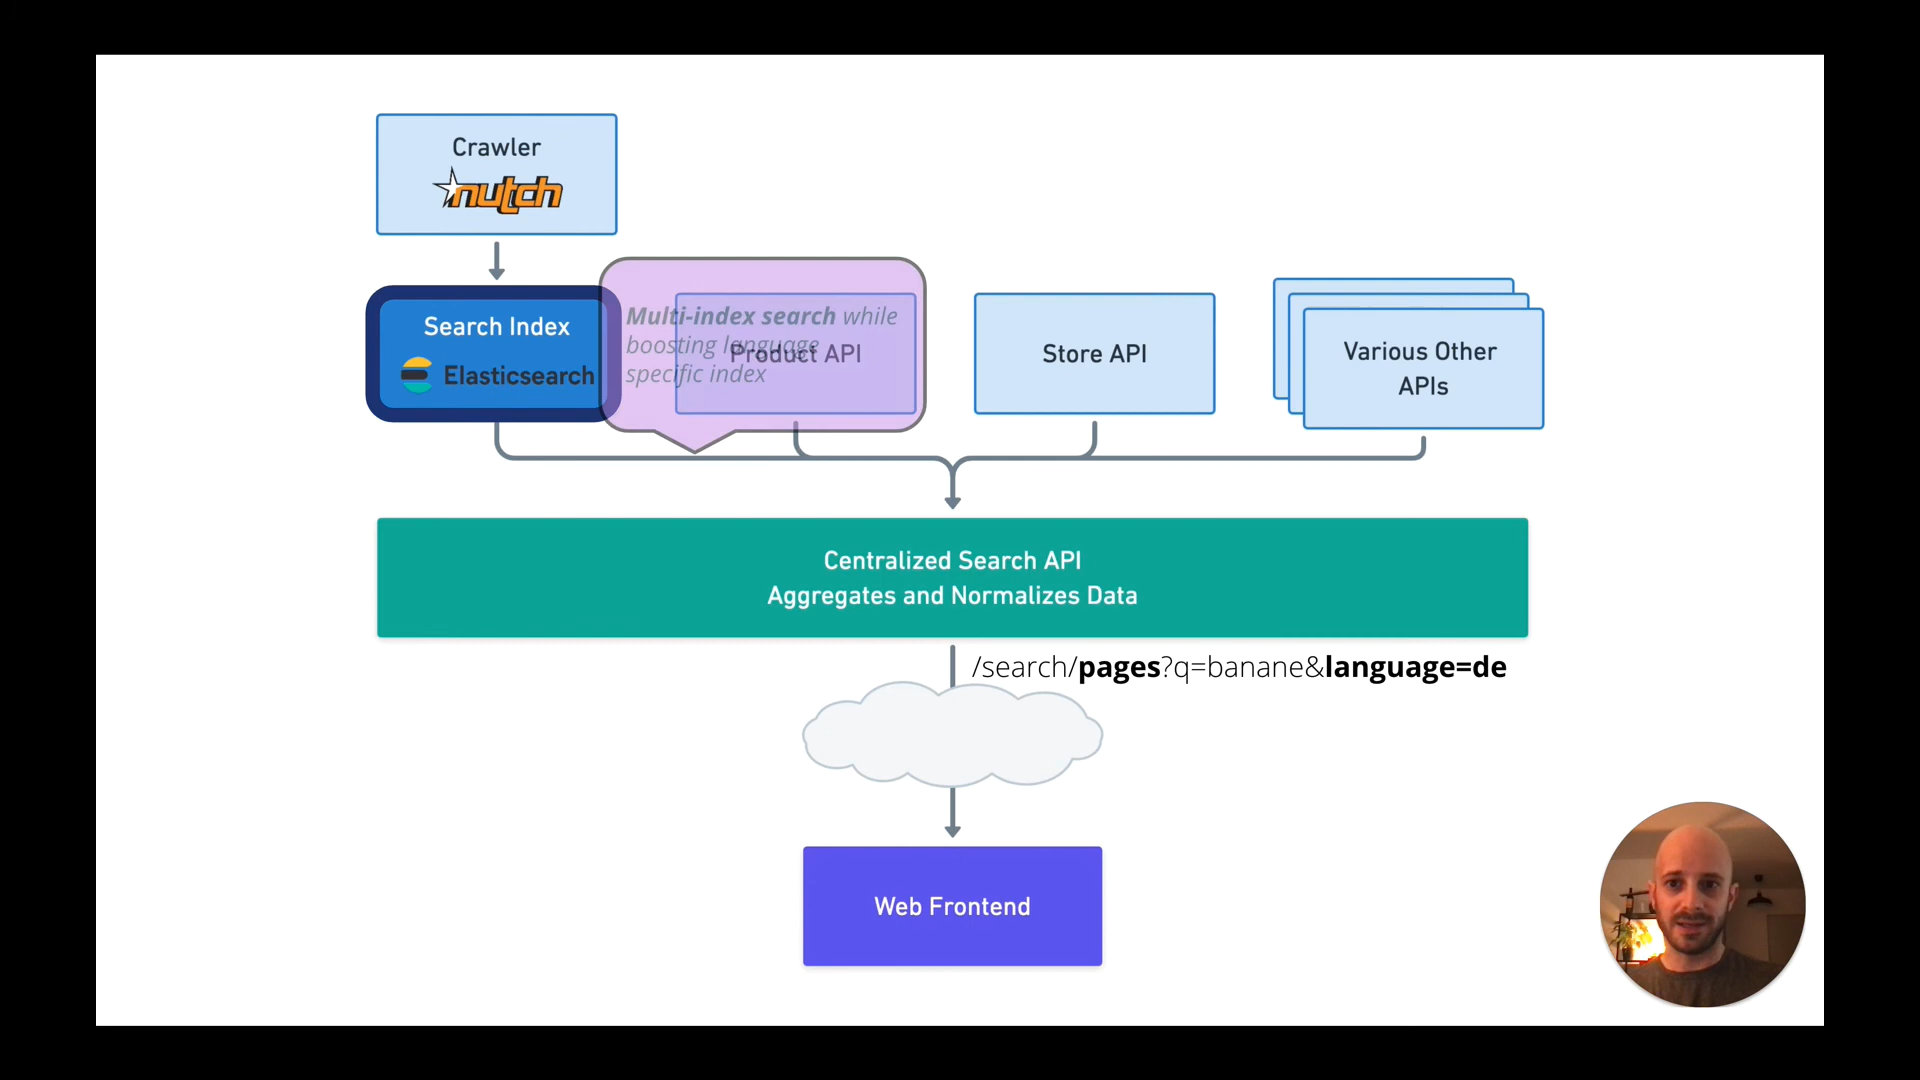 Crawler
nutch
Search Index
Elasticsearch
Multi-index search while
boosting language
specific index
Product API
Store API
Various Other
APIs
Centralized Search API
Aggregates and Normalizes Data
/search/pages?q=banane&language=de
Web Frontend